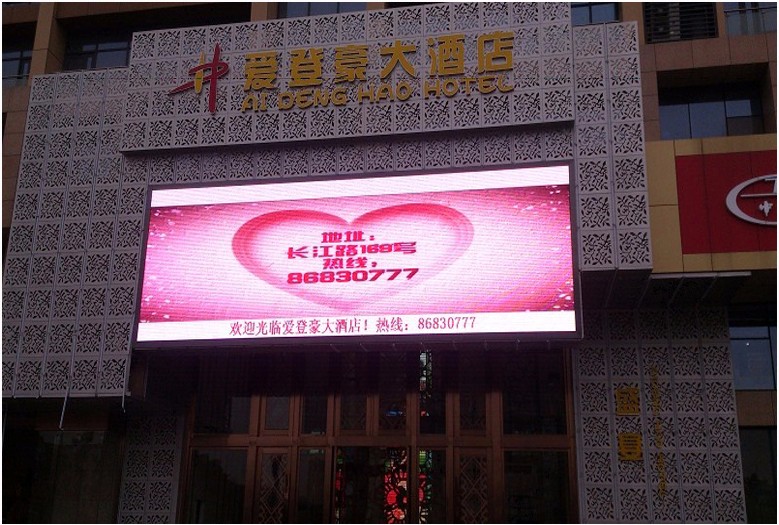 爱登豪大酒店
AI DENG HAO HOTEL
地址:
长江路169号
热线:
86830777
欢迎光临爱登豪大酒店!热线:86830777